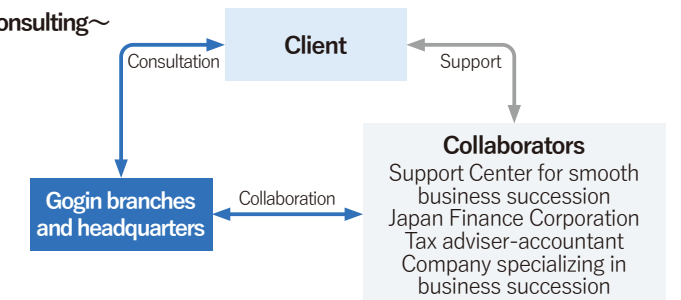 onsulting～
Client
Consultation
Support
Collaborators
Support Center for smooth
business succession
Japan Finance Corporation
Tax adviser-accountant
Company specializing in
business succession
Gogin branches
and headquarters
Collaboration